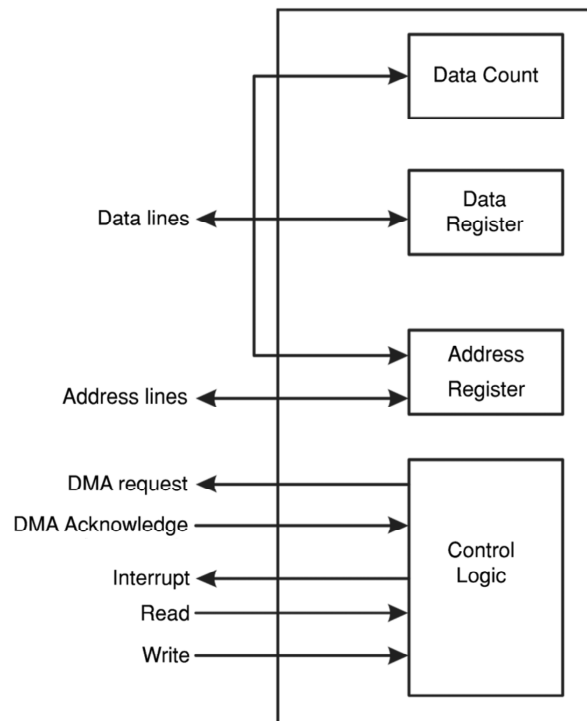 Data Count
Data lines
Data
Register
Address
Register
Address lines
DMA request
DMA Acknowledge
Control
Logic
Interrupt
Read
Write